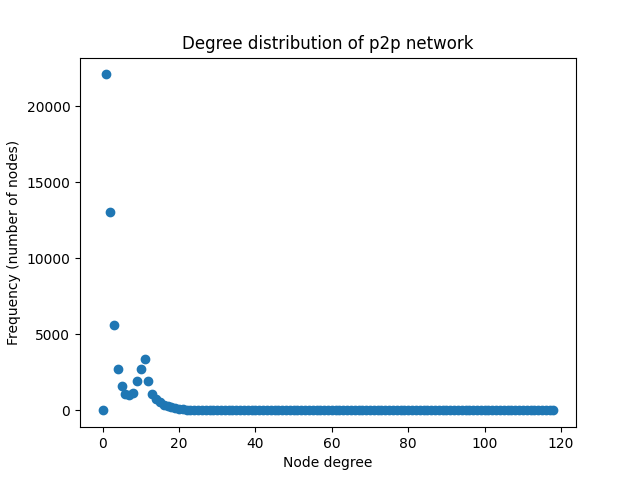 Degree distribution of p2p network
Frequency (number of nodes)
20000
15000
10000
5000
0
0 20 40 60 80 100 120
Node degree